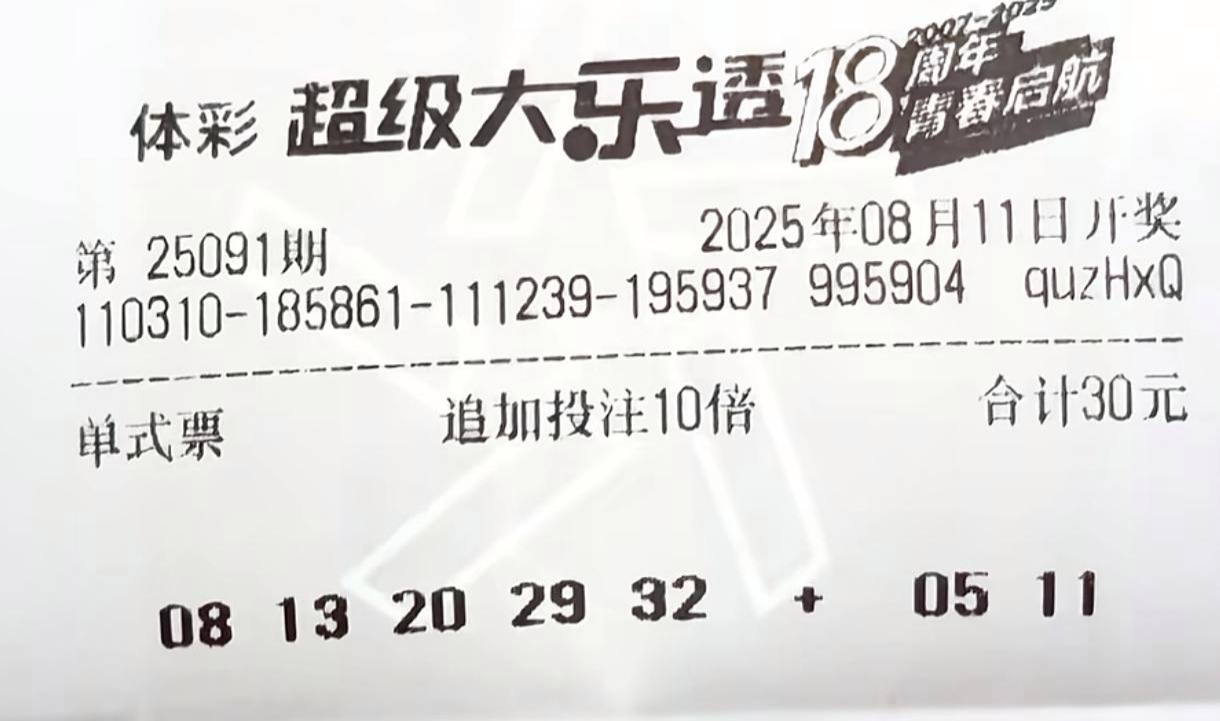 体彩 超级大乐透 18周年 2007-2025 青春启航
第 25091期 2025年08月11日开奖
110310-185861-111239-195937 995904 quzHxQ
单式票 追加投注10倍 合计30元
08 13 20 29 32 + 05 11